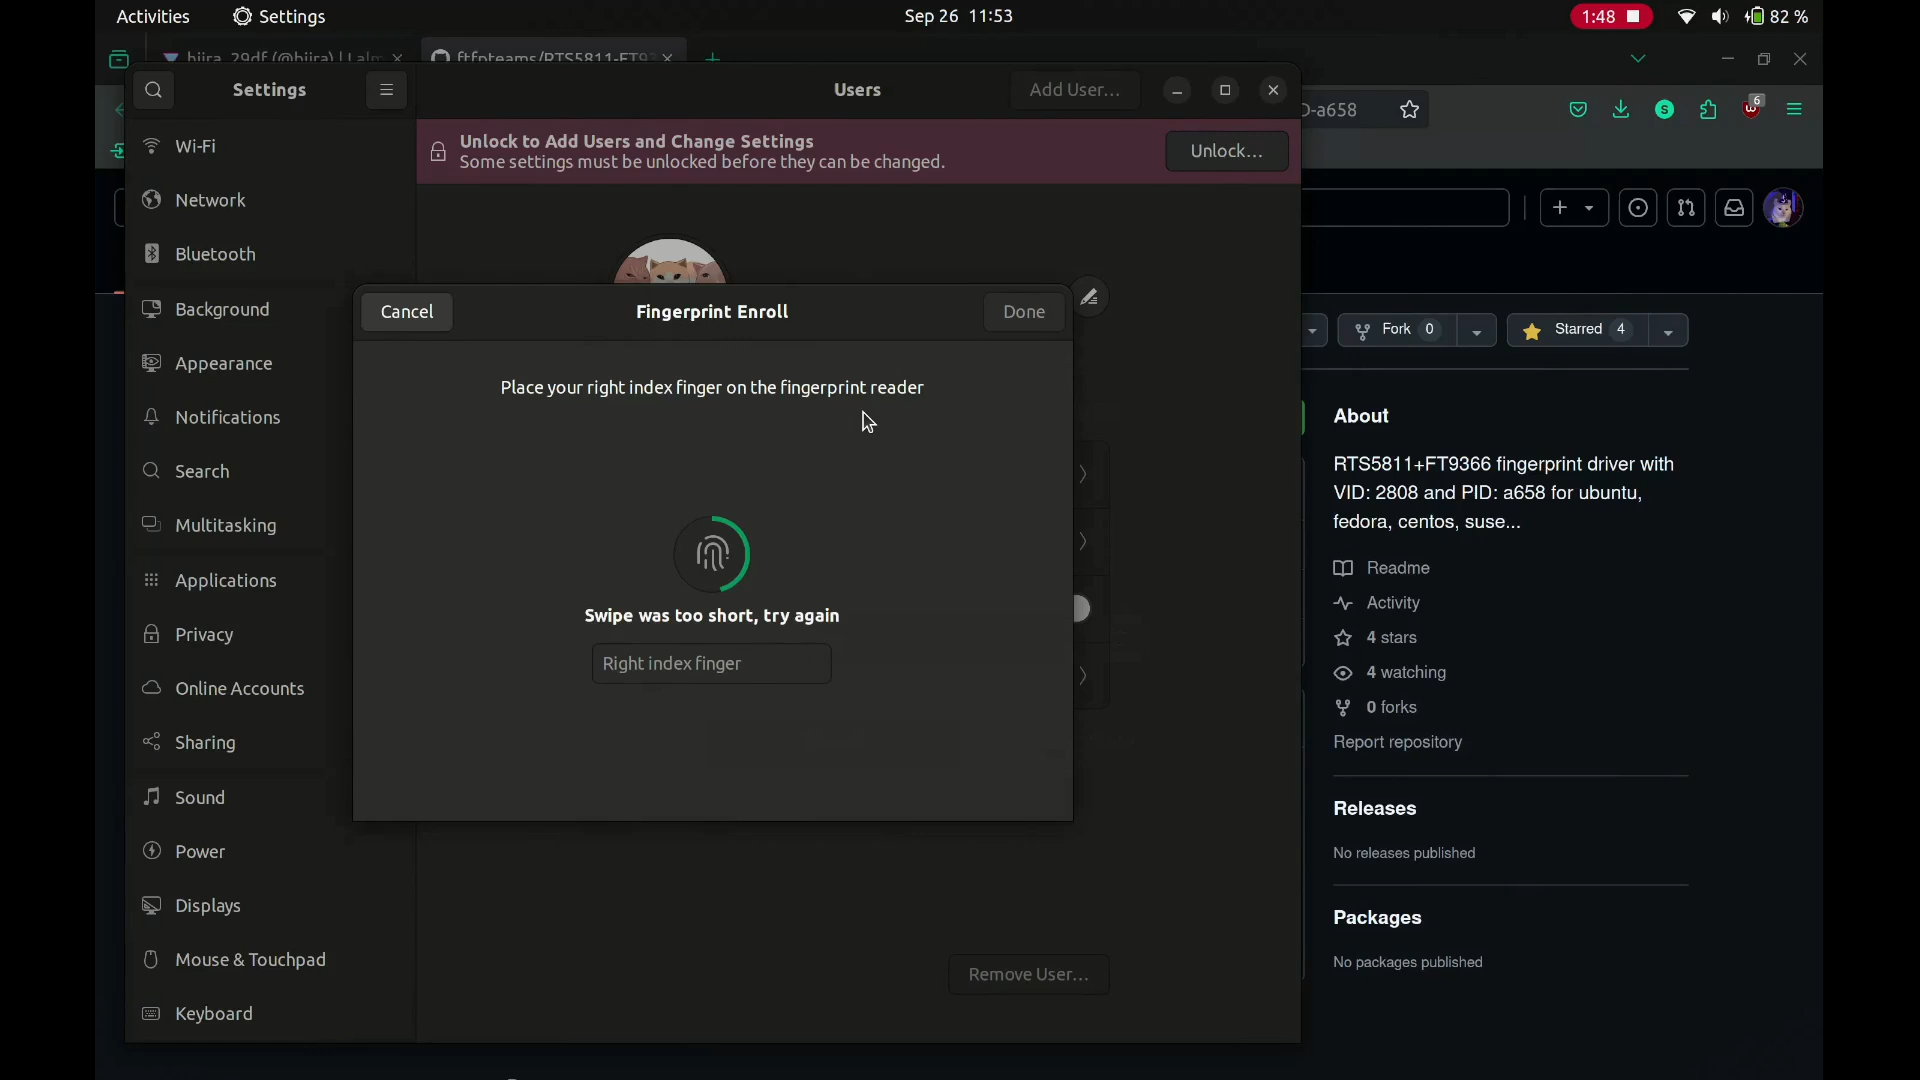 Activities
Settings
Sep 26 11:53
1:48
82 %
ftfpteams/RTS5811-FT93
Settings
Users
Add User...
D-a658
6
Unlock to Add Users and Change Settings
Some settings must be unlocked before they can be changed.
Unlock...
Wi-Fi
Network
Bluetooth
Background
Appearance
Notifications
Search
Multitasking
Applications
Privacy
Online Accounts
Sharing
Sound
Power
Displays
Mouse & Touchpad
Keyboard
Cancel
Fingerprint Enroll
Done
Place your right index finger on the fingerprint reader
Swipe was too short, try again
Right index finger
Remove User...
Fork 0
Starred 4
About
RTS5811+FT9366 fingerprint driver with
VID: 2808 and PID: a658 for ubuntu,
fedora, centos, suse...
Readme
Activity
4 stars
4 watching
0 forks
Report repository
Releases
No releases published
Packages
No packages published